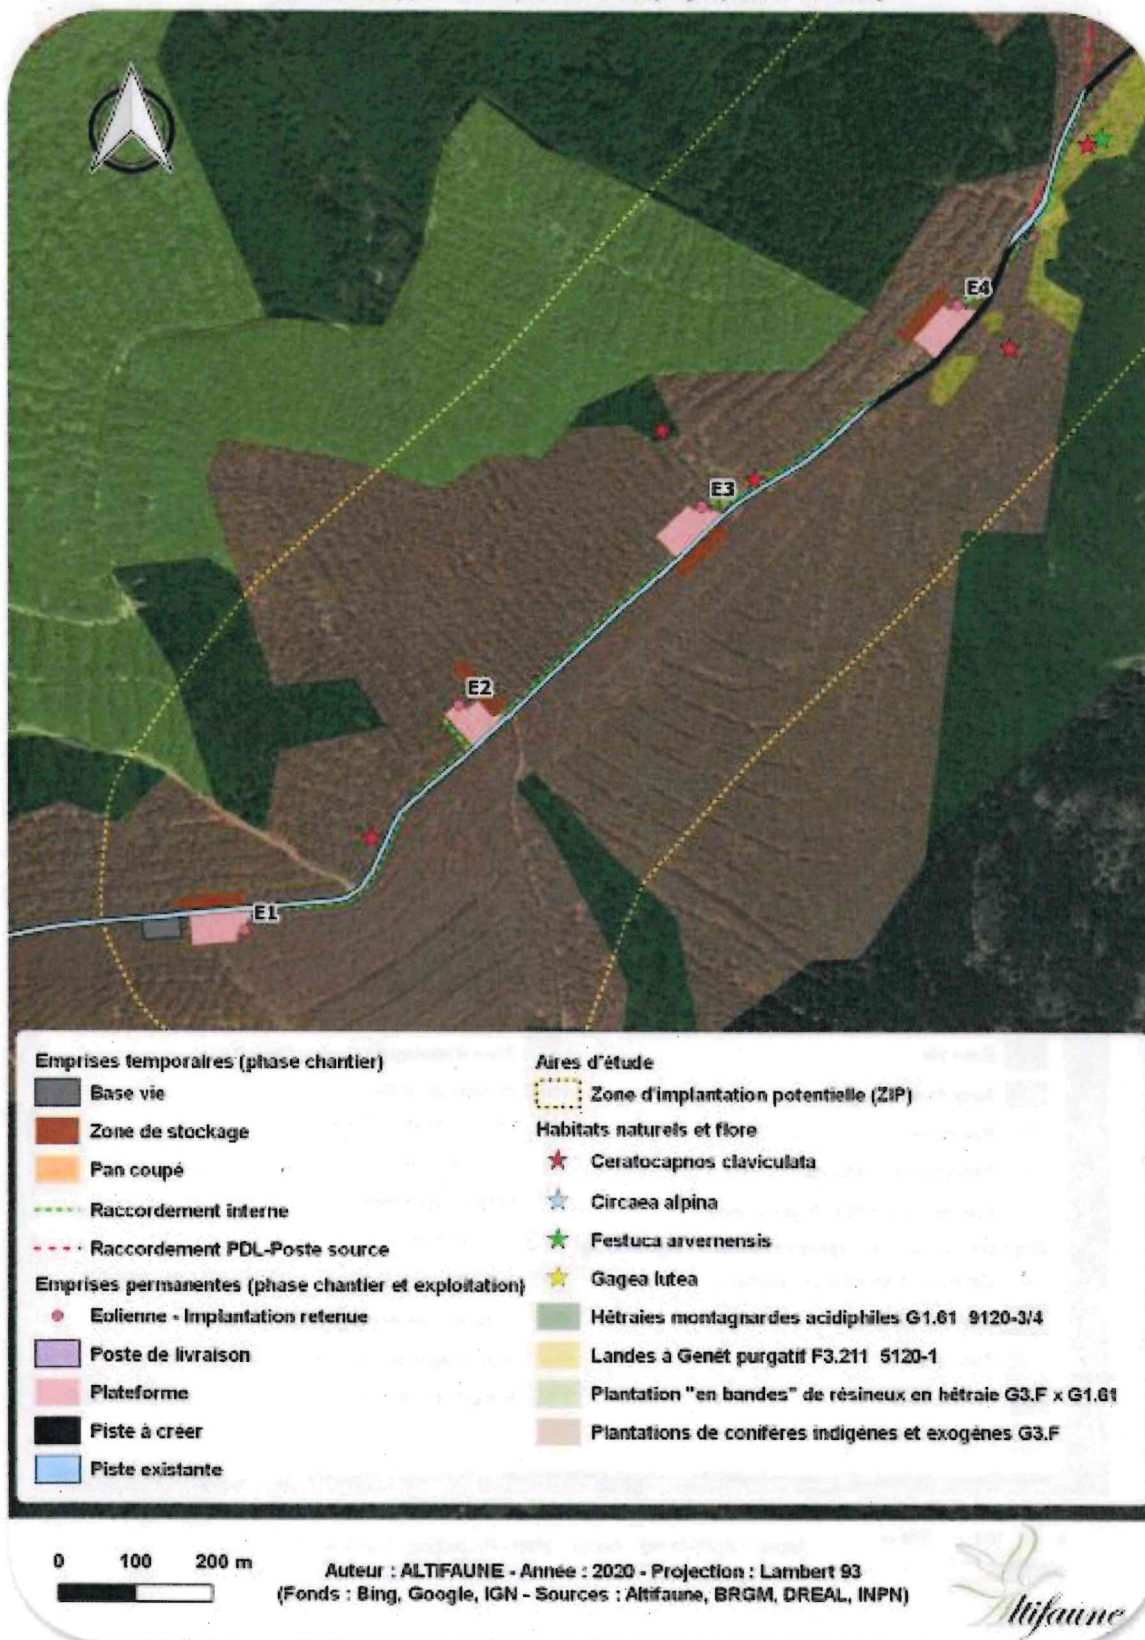 E4
E3
E2
E1
Emprises temporaires (phase chantier)
Base vie
Zone de stockage
Pan coupé
Raccordement interne
Raccordement PDL-Poste source
Emprises permanentes (phase chantier et exploitation)
Eolienne - Implantation retenue
Poste de livraison
Plateforme
Piste à créer
Piste existante
Aires d'étude
Zone d'implantation potentielle (ZIP)
Habitats naturels et flore
Ceratocapnos claviculata
Circaea alpina
Festuca arvernensis
Gagea lutea
Hétraies montagnardes acidiphiles G1.61 9120-3/4
Landes à Genêt purgatif F3.211 5120-1
Plantation "en bandes" de résineux en hêtraie G3.F x G1.61
Plantations de conifères indigènes et exogènes G3.F
0 100 200 m
Auteur : ALTIFAUNE - Année : 2020 - Projection : Lambert 93
(Fonds : Bing, Google, IGN - Sources : Altifaune, BRGM, DREAL, INPN)
Altifaune